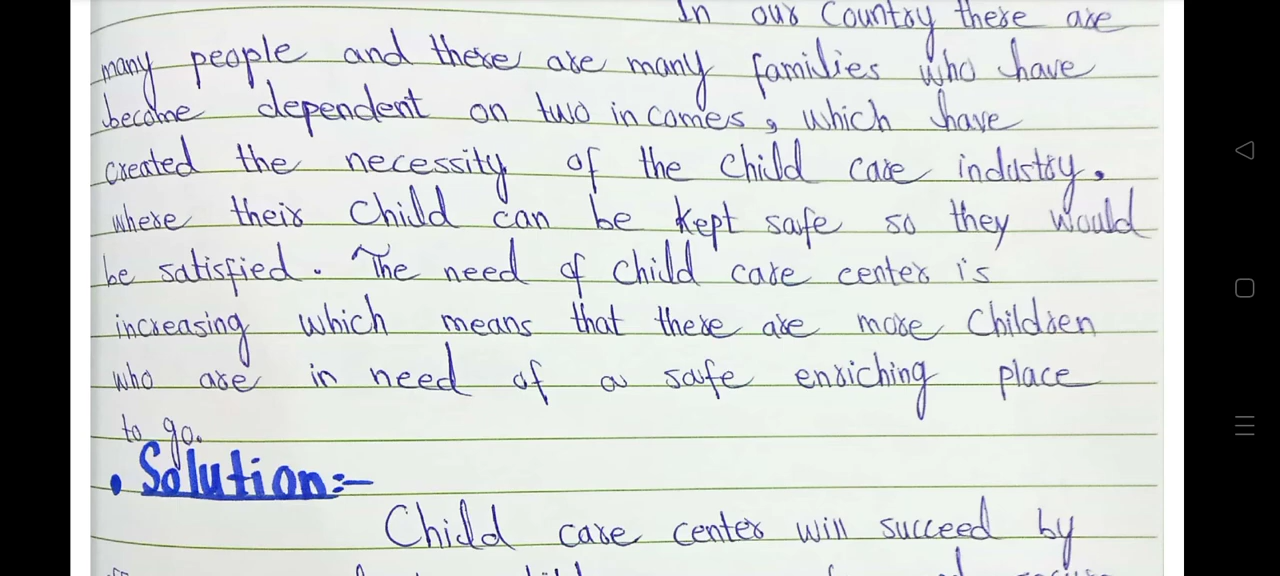 In our Country there are
many people and there are many families who have
become dependent on two incomes, which have
created the necessity of the child care industry.
where their child can be kept safe so they would
be satisfied. The need of child care center is
increasing which means that there are more children
who are in need of a safe enriching place
to go.
• Solution:-
Child care center will succeed by